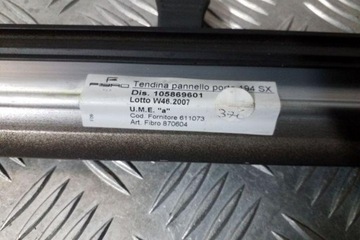 Tendina pannello porta 194 SX
Dis. 105869601
Lotto W46.2007
U.M.E. "a"
Cod. Fornitore 611073
Art. Fibro 870604